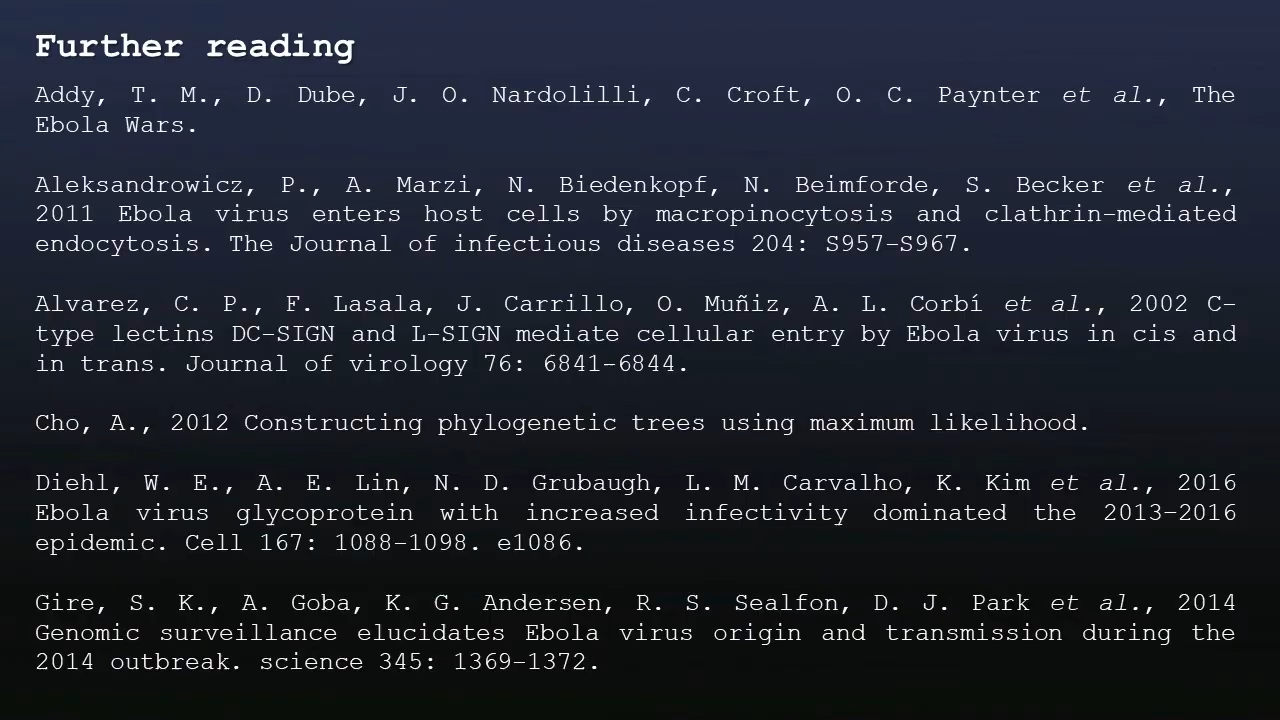 Further reading
Addy, T. M., D. Dube, J. O. Nardolilli, C. Croft, O. C. Paynter et al., The
Ebola Wars.
Aleksandrowicz, P., A. Marzi, N. Biedenkopf, N. Beimforde, S. Becker et al.,
2011 Ebola virus enters host cells by macropinocytosis and clathrin-mediated
endocytosis. The Journal of infectious diseases 204: S957-S967.
Alvarez, C. P., F. Lasala, J. Carrillo, O. Muñiz, A. L. Corbí et al., 2002 C-
type lectins DC-SIGN and L-SIGN mediate cellular entry by Ebola virus in cis and
in trans. Journal of virology 76: 6841-6844.
Cho, A., 2012 Constructing phylogenetic trees using maximum likelihood.
Diehl, W. E., A. E. Lin, N. D. Grubaugh, L. M. Carvalho, K. Kim et al., 2016
Ebola virus glycoprotein with increased infectivity dominated the 2013-2016
epidemic. Cell 167: 1088-1098. e1086.
Gire, S. K., A. Goba, K. G. Andersen, R. S. Sealfon, D. J. Park et al., 2014
Genomic surveillance elucidates Ebola virus origin and transmission during the
2014 outbreak. science 345: 1369-1372.